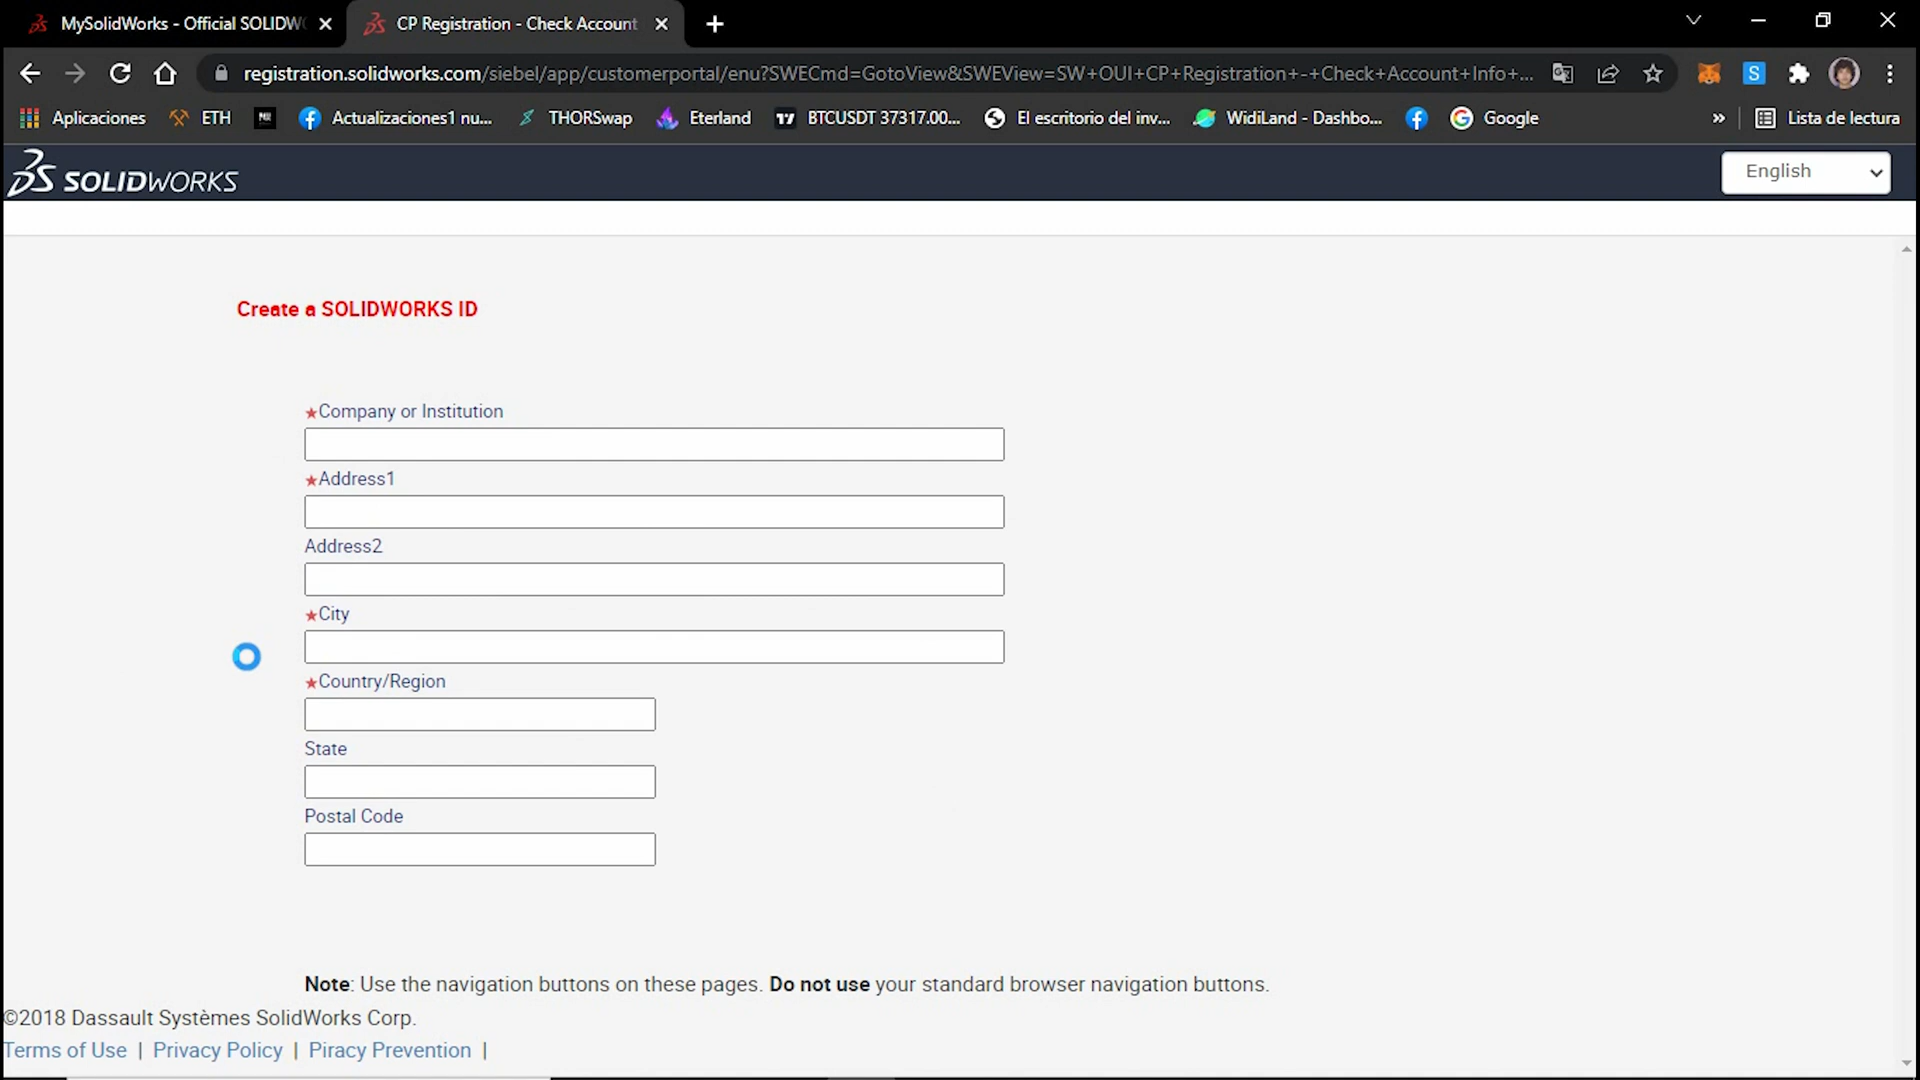 MySolidWorks - Official SOLIDW
CP Registration - Check Account
registration.solidworks.com/siebel/app/customerportal/enu?SWECmd=GotoView&SWEView=SW+OUI+CP+Registration+-+Check+Account+Info+...
Aplicaciones ETH Actualizaciones1 nu... THORSwap Eterland BTCUSDT 37317.00... El escritorio del inv... WidiLand - Dashbo... Google » Lista de lectura
SOLIDWORKS
English
Create a SOLIDWORKS ID
★Company or Institution
★Address1
Address2
★City
★Country/Region
State
Postal Code
Note: Use the navigation buttons on these pages. Do not use your standard browser navigation buttons.
©2018 Dassault Systèmes SolidWorks Corp.
Terms of Use | Privacy Policy | Piracy Prevention |